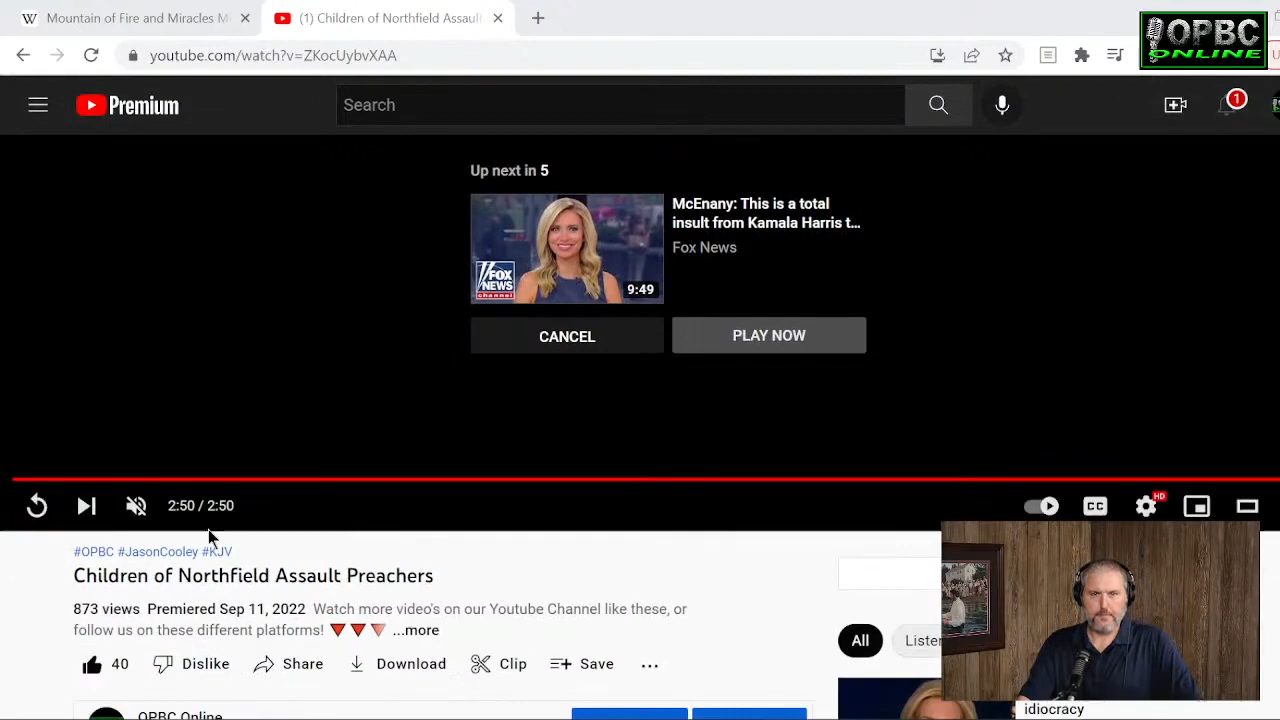 Mountain of Fire and Miracles M
(1) Children of Northfield Assault
OPBC
ONLINE
youtube.com/watch?v=ZKocUybvXAA
Premium
Search
1
Up next in 5
McEnany: This is a total
insult from Kamala Harris t...
Fox News
FOX
NEWS
channel
9:49
CANCEL
PLAY NOW
2:50 / 2:50
CC
HD
#OPBC #JasonCooley #KJV
Children of Northfield Assault Preachers
873 views Premiered Sep 11, 2022 Watch more video's on our Youtube Channel like these, or
follow us on these different platforms! ...more
40 Dislike Share Download Clip Save
All
Listen
OPBC Online
idiocracy